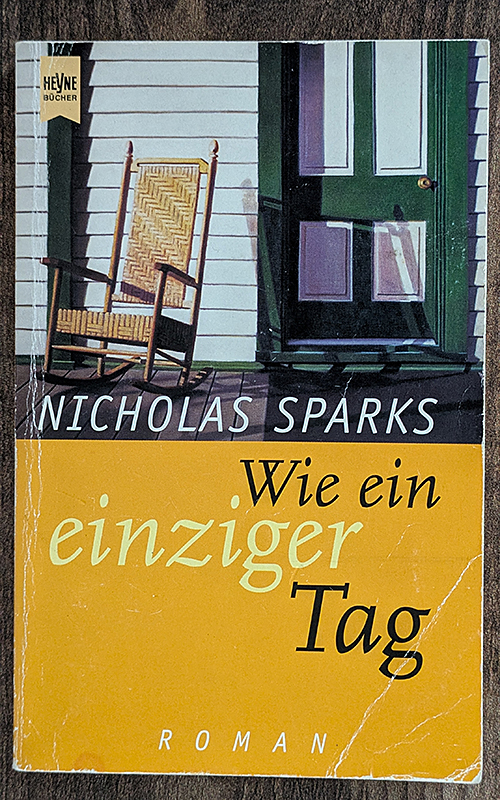 HEYNE
BÜCHER
NICHOLAS SPARKS
Wie ein
einziger
Tag
ROMAN